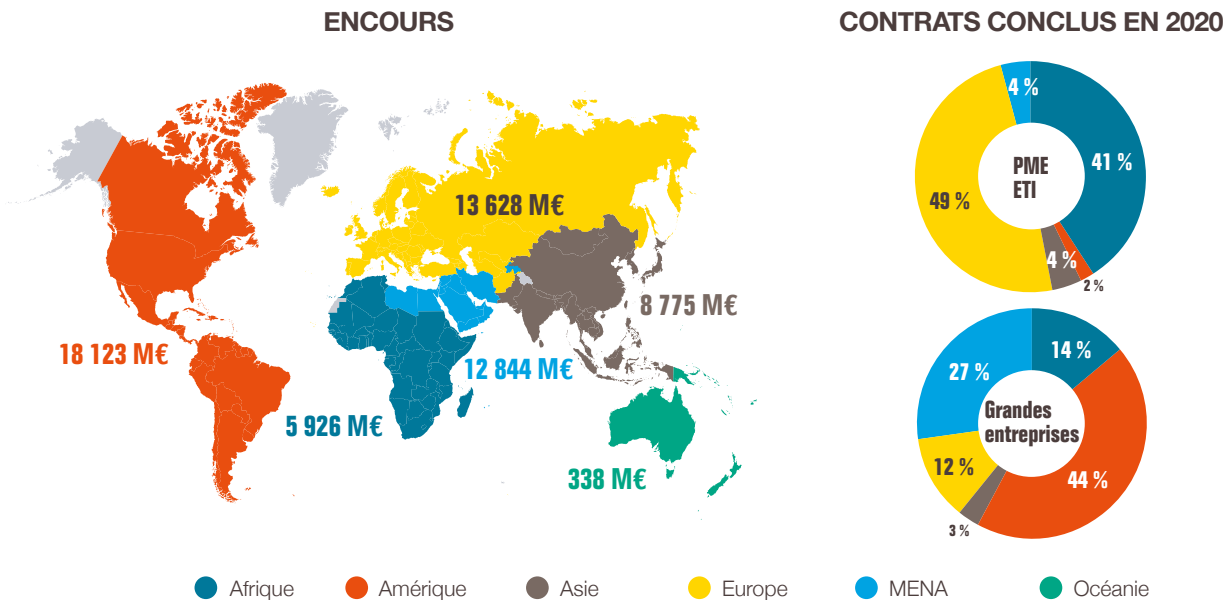 ENCOURS
13 628 M€
8 775 M€
18 123 M€
12 844 M€
5 926 M€
338 M€
CONTRATS CONCLUS EN 2020
4 %
41 %
PME
ETI
49 %
4 %
2 %
14 %
27 %
Grandes
entreprises
12 %
44 %
3 %
Afrique
Amérique
Asie
Europe
MENA
Océanie